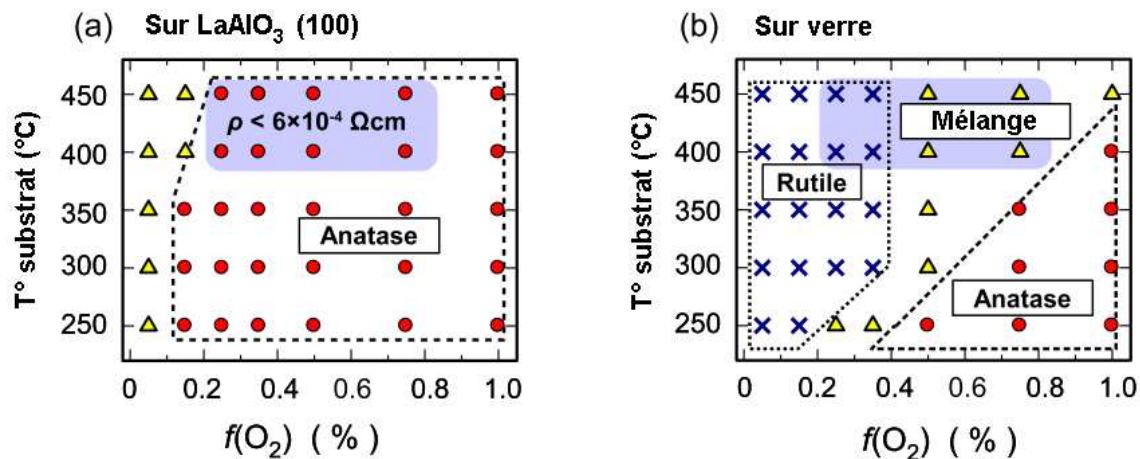 (a) Sur LaAlO₃ (100)
T° substrat (°C)
450
400
350
300
250
ρ < 6×10⁻⁴ Ωcm
Anatase
0 0.2 0.4 0.6 0.8 1.0
f(O₂) ( % )
(b) Sur verre
T° substrat (°C)
450
400
350
300
250
Mélange
Rutile
Anatase
0 0.2 0.4 0.6 0.8 1.0
f(O₂) ( % )